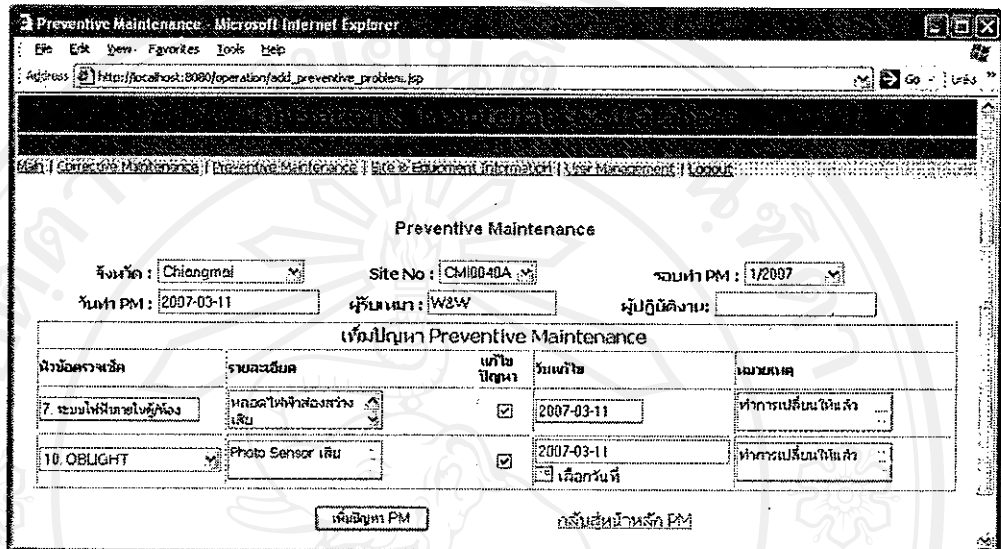 Preventive Maintenance - Microsoft Internet Explorer
File Edit View Favorites Tools Help
Address http://localhost:8080/operation/add_preventive_problem.jsp Go Links »
Main | Corrective Maintenance | Preventive Maintenance | Site & Equipment Information | User Management | Logout
Preventive Maintenance
จังหวัด : Chiangmai Site No : CMI0040A รอบทำ PM : 1/2007
วันทำ PM : 2007-03-11 ผู้รับเหมา : W&W ผู้ปฏิบัติงาน:
เพิ่มปัญหา Preventive Maintenance
หัวข้อตรวจเช็ค รายละเอียด แก้ไข ปัญหา วันแก้ไข หมายเหตุ
7. ระบบไฟฟ้าภายในตู้/ห้อง หลอดไฟฟ้าส่องสว่าง เสีย 2007-03-11 ทำการเปลี่ยนให้แล้ว
10. OBLIGHT Photo Sensor เสีย 2007-03-11 ทำการเปลี่ยนให้แล้ว
เลือกวันที่
เพิ่มปัญหา PM กลับสู่หน้าหลัก PM